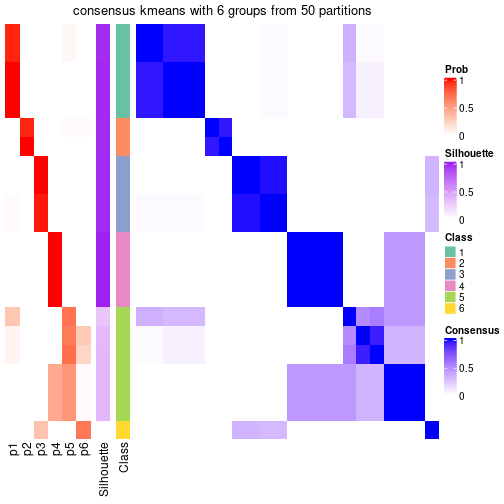 consensus kmeans with 6 groups from 50 partitions
Prob
1
0.5
0
Silhouette
1
0.5
0
Class
1
2
3
4
5
6
Consensus
1
0.5
0
p1
p2
p3
p4
p5
p6
Silhouette
Class